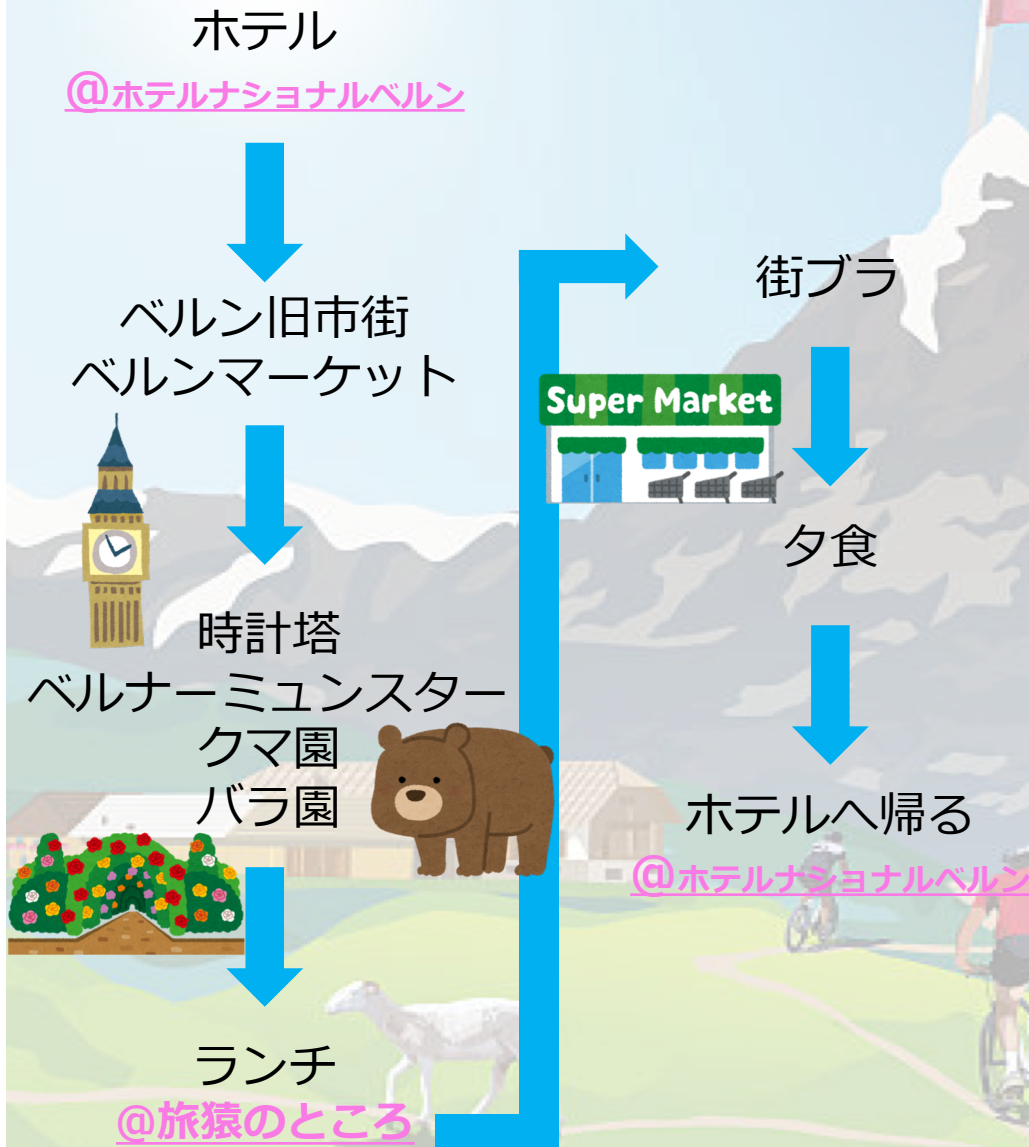 ホテル
@ホテルナショナルベルン
ベルン旧市街
ベルンマーケット
時計塔
ベルナーミュンスター
クマ園
バラ園
ランチ
@旅猿のところ
街ブラ
Super Market
夕食
ホテルへ帰る
@ホテルナショナルベルン